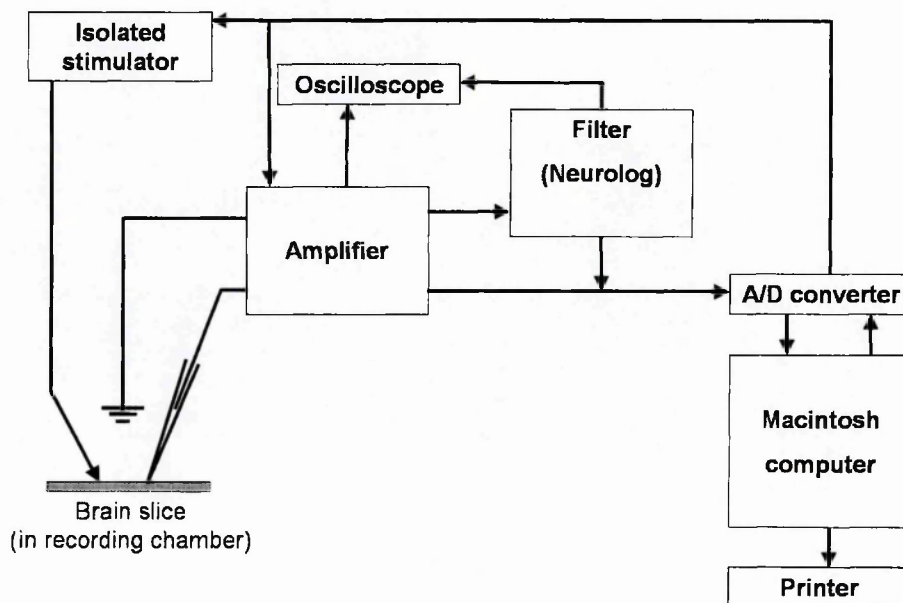 Isolated
stimulator
Oscilloscope
Filter
(Neurolog)
Amplifier
A/D converter
Macintosh
computer
Brain slice
(in recording chamber)
Printer